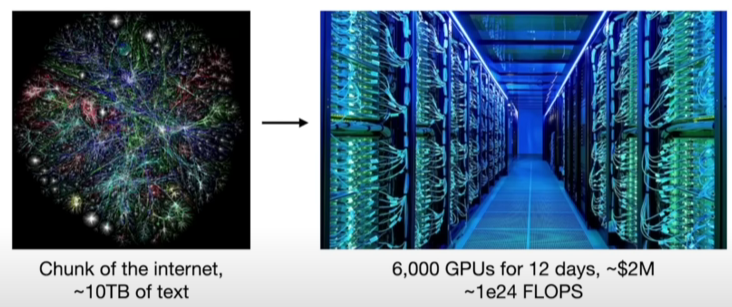 Chunk of the internet,
~10TB of text
6,000 GPUs for 12 days, ~$2M
~1e24 FLOPS